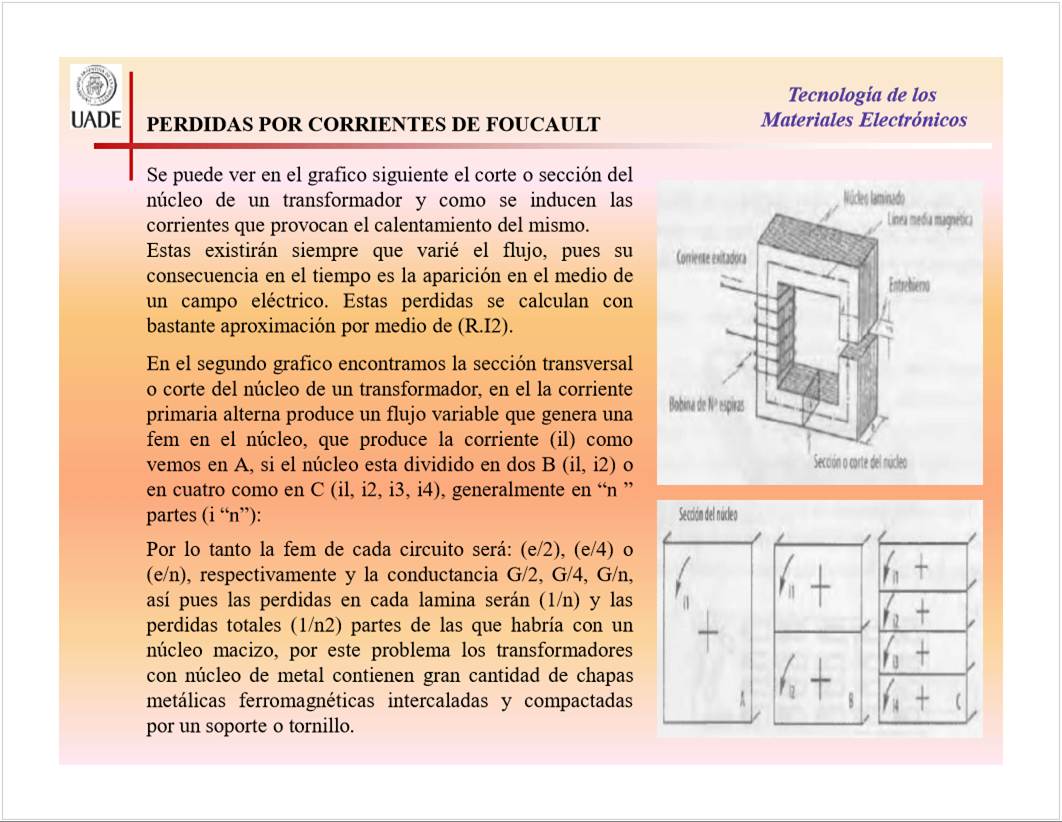 UADE
PERDIDAS POR CORRIENTES DE FOUCAULT
Tecnología de los
Materiales Electrónicos
Se puede ver en el grafico siguiente el corte o sección del
núcleo de un transformador y como se inducen las
corrientes que provocan el calentamiento del mismo.
Estas existirán siempre que varié el flujo, pues su
consecuencia en el tiempo es la aparición en el medio de
un campo eléctrico. Estas perdidas se calculan con
bastante aproximación por medio de (R.I2).
En el segundo grafico encontramos la sección transversal
o corte del núcleo de un transformador, en el la corriente
primaria alterna produce un flujo variable que genera una
fem en el núcleo, que produce la corriente (il) como
vemos en A, si el núcleo esta dividido en dos B (il, i2) o
en cuatro como en C (il, i2, i3, i4), generalmente en “n ”
partes (i “n”):
Por lo tanto la fem de cada circuito será: (e/2), (e/4) o
(e/n), respectivamente y la conductancia G/2, G/4, G/n,
así pues las perdidas en cada lamina serán (1/n) y las
perdidas totales (1/n2) partes de las que habría con un
núcleo macizo, por este problema los transformadores
con núcleo de metal contienen gran cantidad de chapas
metálicas ferromagnéticas intercaladas y compactadas
por un soporte o tornillo.
Núcleo laminado
Linea media magnética
Corriente exitadora
Entrehierro
Bobina de Nº espiras
Sección o corte del núcleo
Sección del núcleo
i1
A
i1
i2
B
i1
i2
i3
i4
C